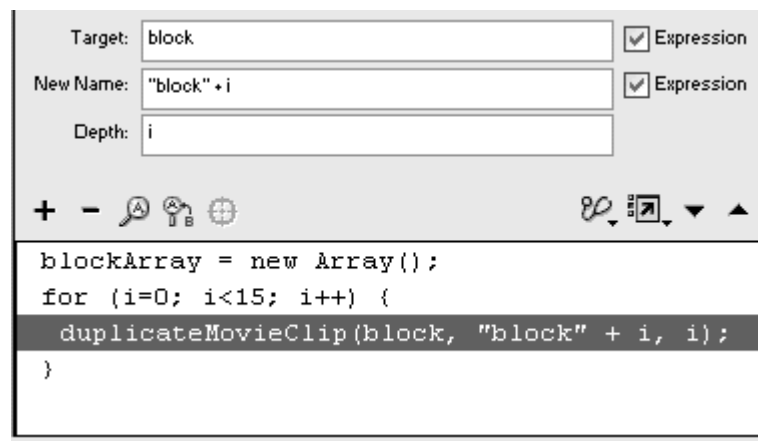 Target: block Expression
New Name: "block" + i Expression
Depth: i
blockArray = new Array();
for (i=0; i<15; i++) {
duplicateMovieClip(block, "block" + i, i);
}